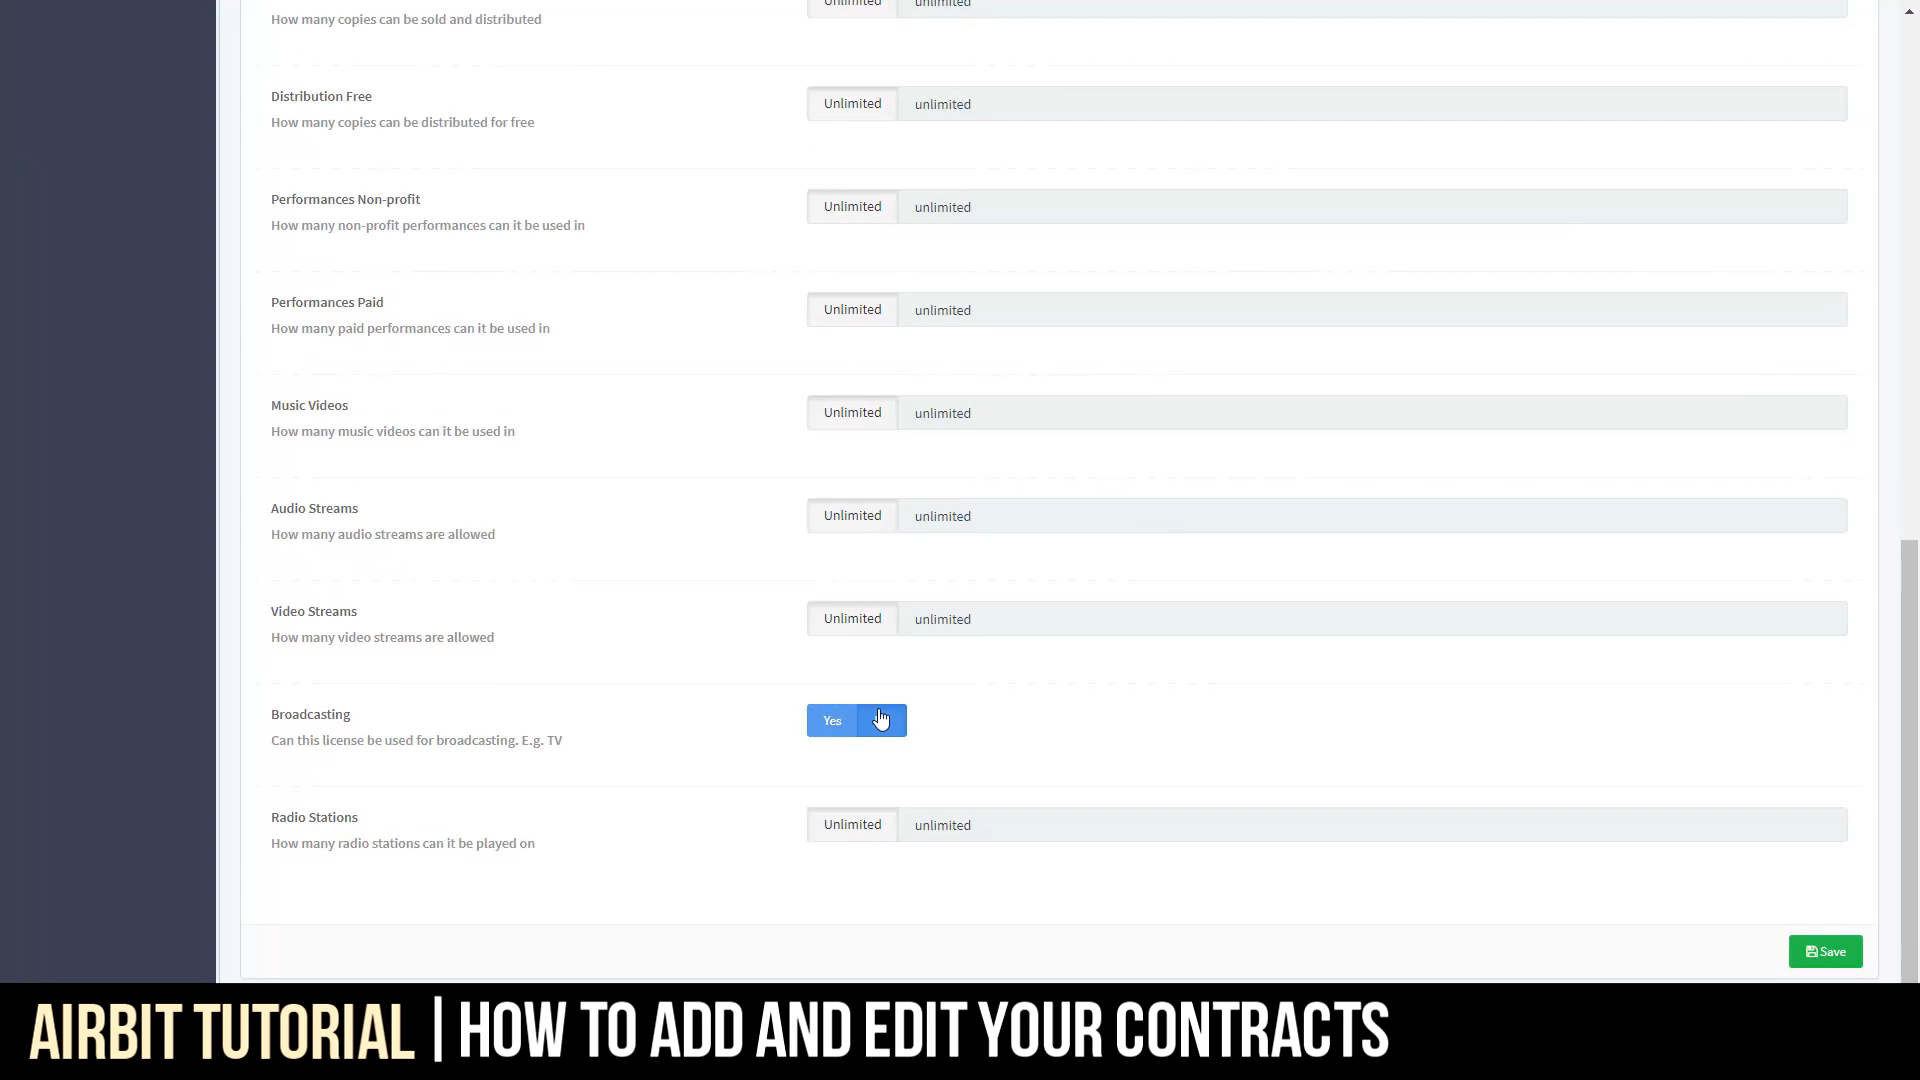 Unlimited unlimited
How many copies can be sold and distributed
Distribution Free
Unlimited unlimited
How many copies can be distributed for free
Performances Non-profit
Unlimited unlimited
How many non-profit performances can it be used in
Performances Paid
Unlimited unlimited
How many paid performances can it be used in
Music Videos
Unlimited unlimited
How many music videos can it be used in
Audio Streams
Unlimited unlimited
How many audio streams are allowed
Video Streams
Unlimited unlimited
How many video streams are allowed
Broadcasting
Yes
Can this license be used for broadcasting. E.g. TV
Radio Stations
Unlimited unlimited
How many radio stations can it be played on
Save
AIRBIT TUTORIAL | HOW TO ADD AND EDIT YOUR CONTRACTS